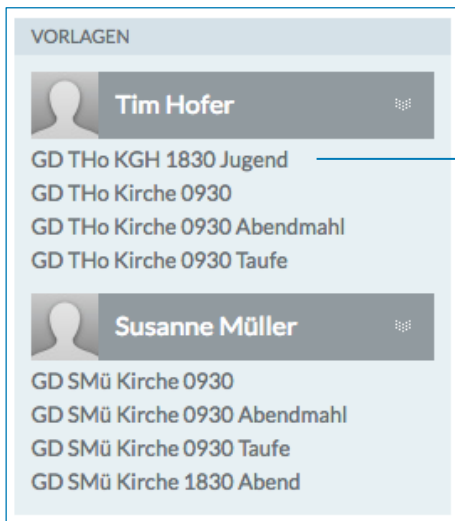 VORLAGEN
Tim Hofer
GD THo KGH 1830 Jugend
GD THo Kirche 0930
GD THo Kirche 0930 Abendmahl
GD THo Kirche 0930 Taufe
Susanne Müller
GD SMü Kirche 0930
GD SMü Kirche 0930 Abendmahl
GD SMü Kirche 0930 Taufe
GD SMü Kirche 1830 Abend